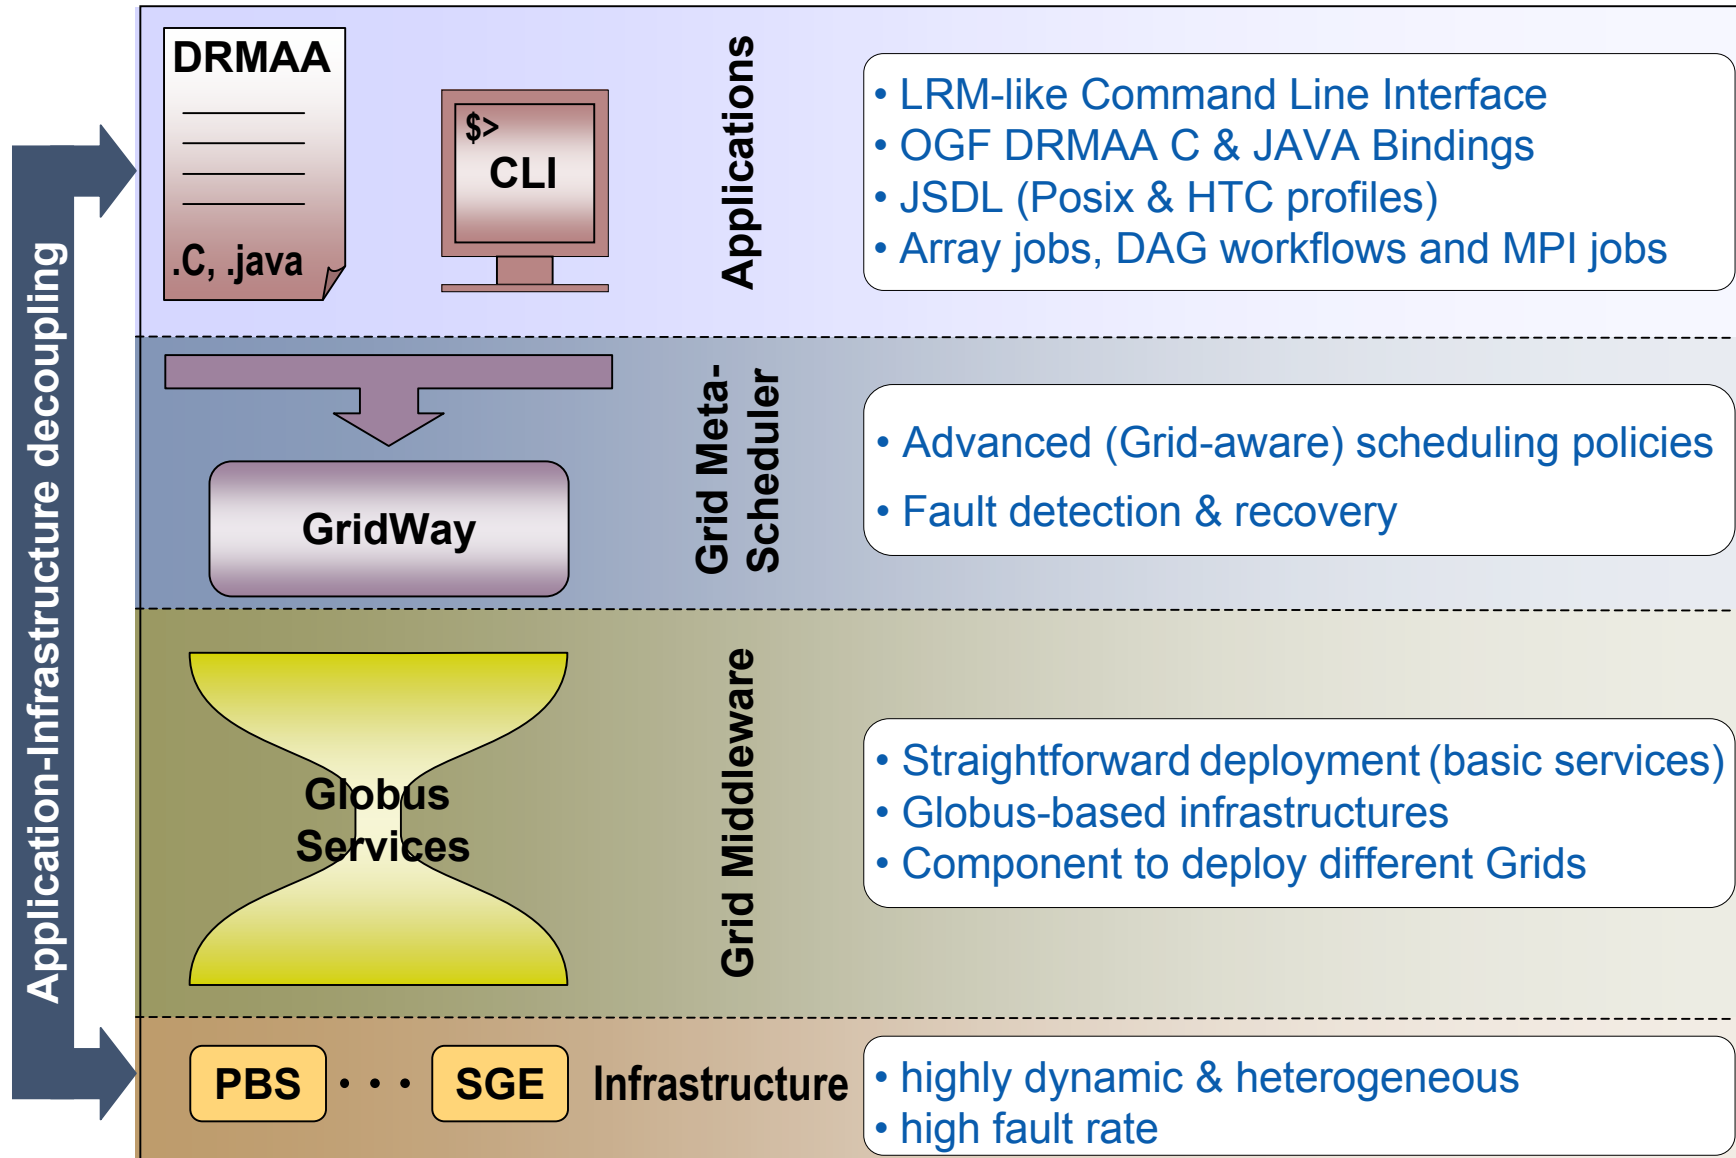 Application-Infrastructure decoupling
DRMAA
.C, .java
$>
CLI
Applications
• LRM-like Command Line Interface
• OGF DRMAA C & JAVA Bindings
• JSDL (Posix & HTC profiles)
• Array jobs, DAG workflows and MPI jobs
GridWay
Grid Meta-
Scheduler
• Advanced (Grid-aware) scheduling policies
• Fault detection & recovery
Globus
Services
Grid Middleware
• Straightforward deployment (basic services)
• Globus-based infrastructures
• Component to deploy different Grids
PBS • • • SGE
Infrastructure
• highly dynamic & heterogeneous
• high fault rate